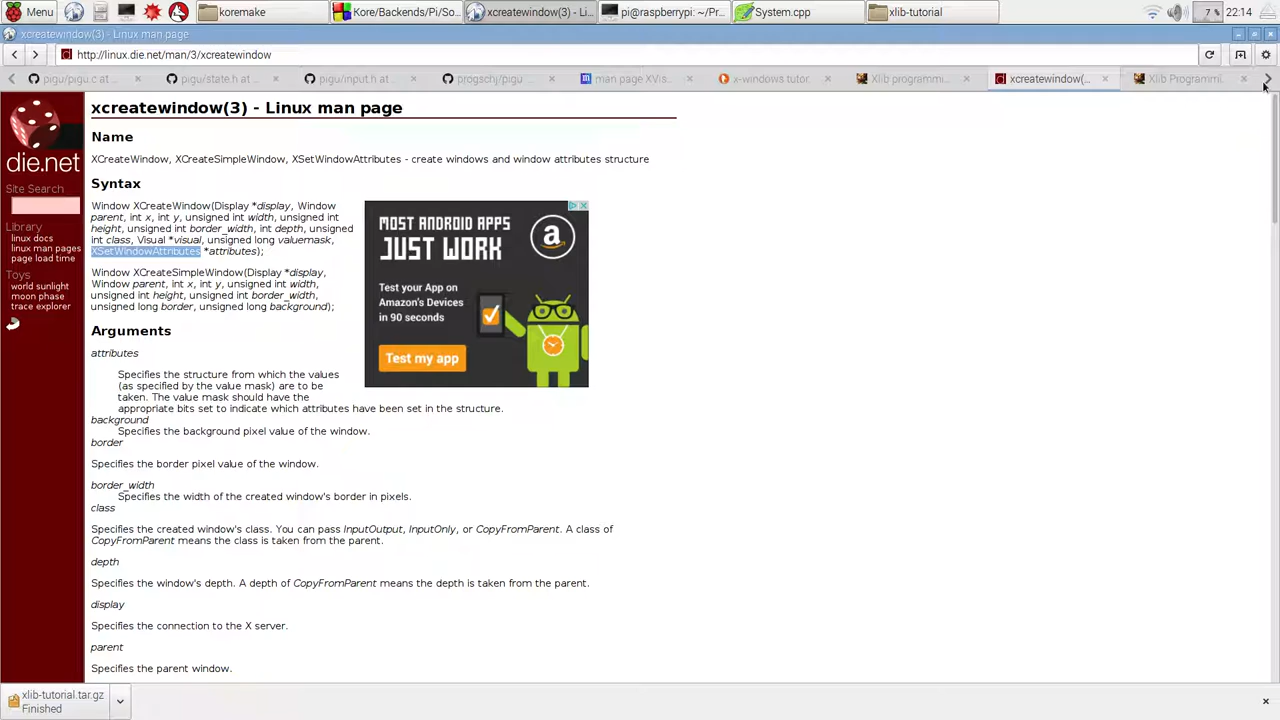 Menu
koremake
Kore/Backends/Pi/So...
xcreatewindow(3) - Li...
pi@raspberrypi: ~/Pr...
System.cpp
xlib-tutorial
7 %
22:14
xcreatewindow(3) - Linux man page
http://linux.die.net/man/3/xcreatewindow
pigu/pigu.c at ...
pigu/state.h at ...
pigu/input.h at ...
progschj/pigu ...
man page XVis...
x-windows tutor...
Xlib programmi...
xcreatewindow(...
Xlib Programmi...
die.net
Site Search
Library
linux docs
linux man pages
page load time
Toys
world sunlight
moon phase
trace explorer
xcreatewindow(3) - Linux man page
Name
XCreateWindow, XCreateSimpleWindow, XSetWindowAttributes - create windows and window attributes structure
Syntax
Window XCreateWindow(Display *display, Window
parent, int x, int y, unsigned int width, unsigned int
height, unsigned int border_width, int depth, unsigned
int class, Visual *visual, unsigned long valuemask,
XSetWindowAttributes *attributes);
Window XCreateSimpleWindow(Display *display,
Window parent, int x, int y, unsigned int width,
unsigned int height, unsigned int border_width,
unsigned long border, unsigned long background);
MOST ANDROID APPS
JUST WORK
a
Test your App on
Amazon's Devices
in 90 seconds
Test my app
Arguments
attributes
Specifies the structure from which the values
(as specified by the value mask) are to be
taken. The value mask should have the
appropriate bits set to indicate which attributes have been set in the structure.
background
Specifies the background pixel value of the window.
border
Specifies the border pixel value of the window.
border_width
Specifies the width of the created window's border in pixels.
class
Specifies the created window's class. You can pass InputOutput, InputOnly, or CopyFromParent. A class of
CopyFromParent means the class is taken from the parent.
depth
Specifies the window's depth. A depth of CopyFromParent means the depth is taken from the parent.
display
Specifies the connection to the X server.
parent
Specifies the parent window.
xlib-tutorial.tar.gz
Finished